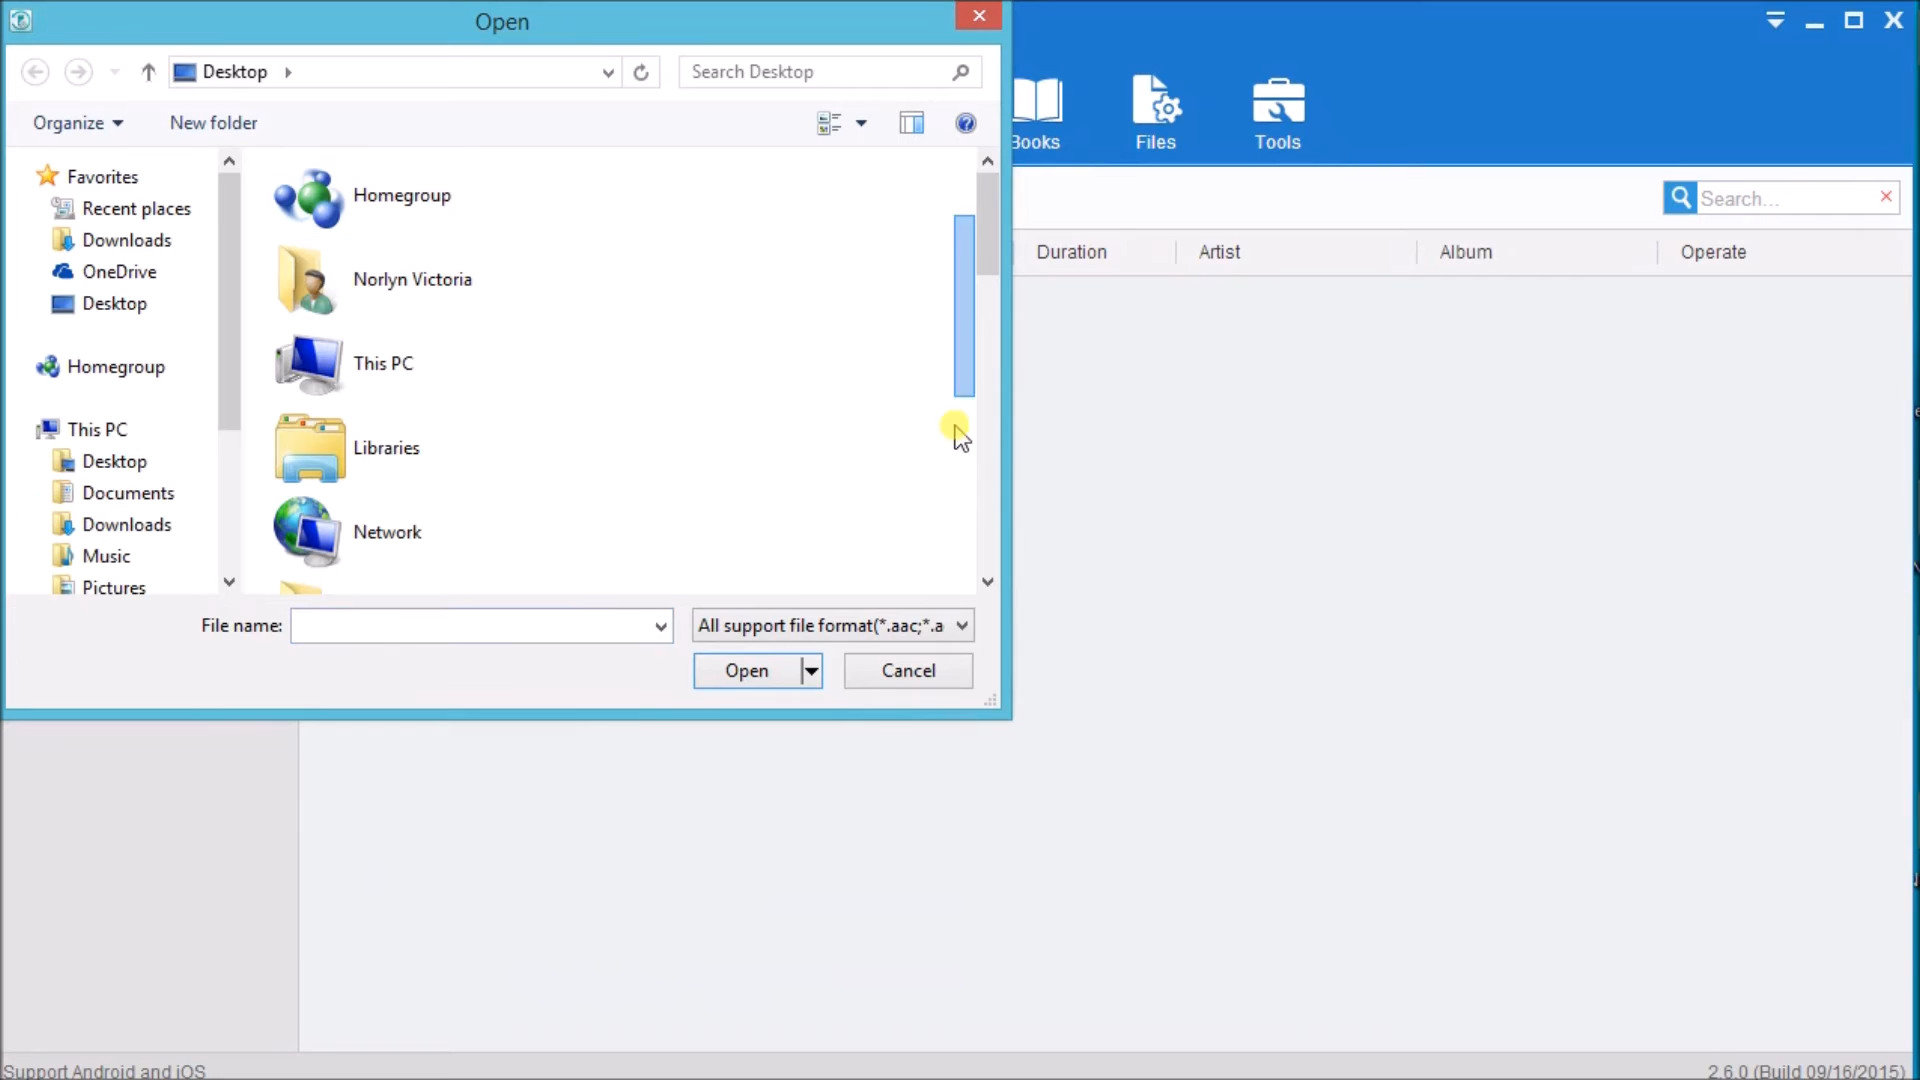 Open
Desktop
Search Desktop
Organize
New folder
Favorites
Recent places
Downloads
OneDrive
Desktop
Homegroup
This PC
Desktop
Documents
Downloads
Music
Pictures
Homegroup
Norlyn Victoria
This PC
Libraries
Network
File name:
All support file format(*.aac;*.a
Open
Cancel
Books
Files
Tools
Search...
Duration
Artist
Album
Operate
Support Android and iOS
2.6.0 (Build 09/16/2015)